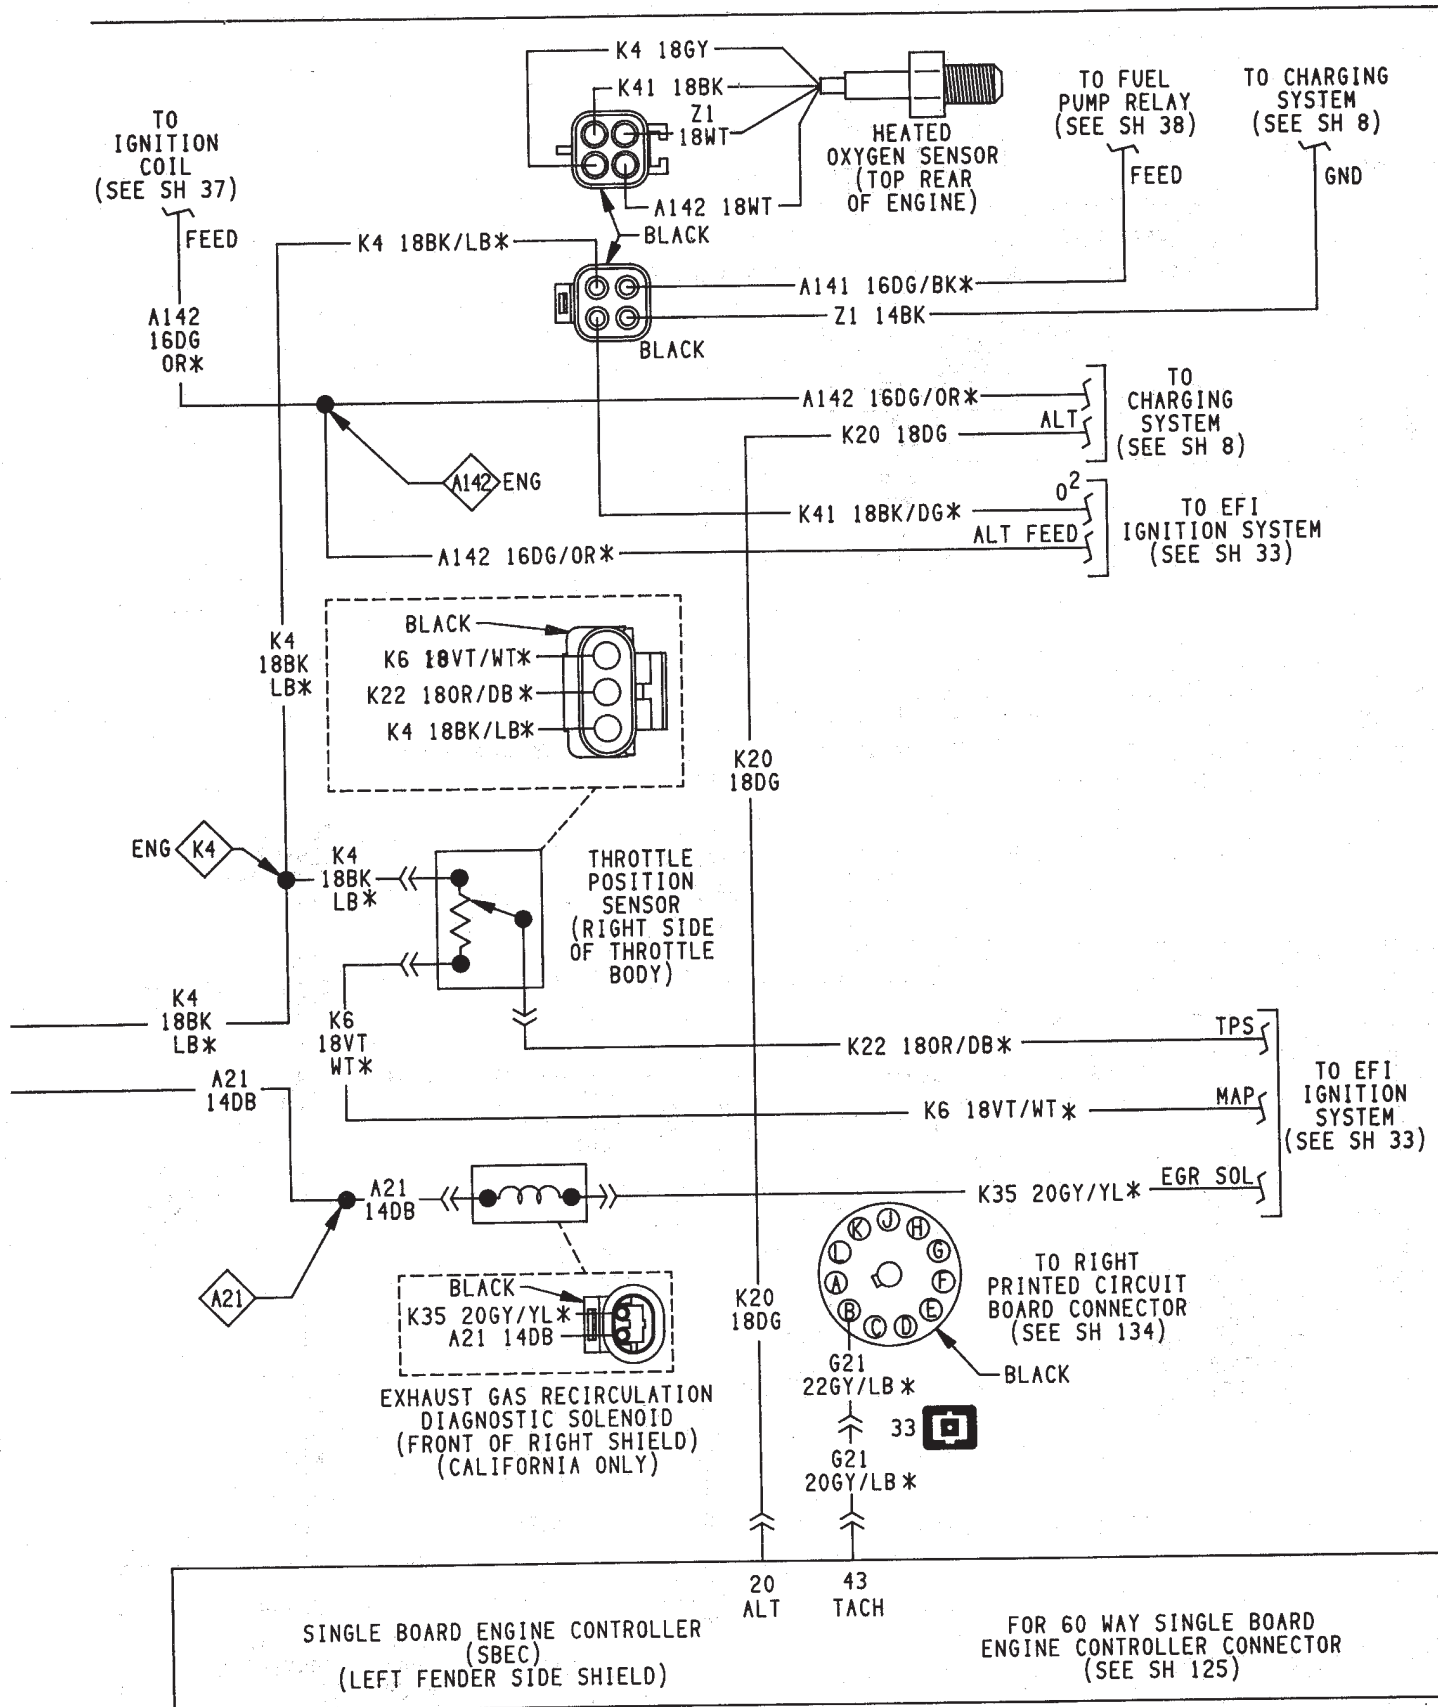 K4 18GY
K41 18BK
Z1
18WT
A142 18WT
HEATED
OXYGEN SENSOR
(TOP REAR
OF ENGINE)
TO FUEL
PUMP RELAY
(SEE SH 38)
FEED
TO CHARGING
SYSTEM
(SEE SH 8)
GND
TO
IGNITION
COIL
(SEE SH 37)
FEED
BLACK
K4 18BK/LB*
A141 16DG/BK*
Z1 14BK
BLACK
A142
16DG
OR*
A142 16DG/OR*
K20 18DG
ALT
TO
CHARGING
SYSTEM
(SEE SH 8)
A142 ENG
K41 18BK/DG*
O2
ALT FEED
TO EFI
IGNITION SYSTEM
(SEE SH 33)
A142 16DG/OR*
BLACK
K6 18VT/WT*
K22 18OR/DB*
K4 18BK/LB*
K4
18BK
LB*
K20
18DG
ENG K4
K4
18BK
LB*
THROTTLE
POSITION
SENSOR
(RIGHT SIDE
OF THROTTLE
BODY)
K4
18BK
LB*
K6
18VT
WT*
K22 18OR/DB*
TPS
A21
14DB
K6 18VT/WT*
MAP
TO EFI
IGNITION
SYSTEM
(SEE SH 33)
A21
14DB
K35 20GY/YL*
EGR SOL
A21
BLACK
K35 20GY/YL*
A21 14DB
EXHAUST GAS RECIRCULATION
DIAGNOSTIC SOLENOID
(FRONT OF RIGHT SHIELD)
(CALIFORNIA ONLY)
K20
18DG
J
K
H
L
G
A
F
B
E
C
D
TO RIGHT
PRINTED CIRCUIT
BOARD CONNECTOR
(SEE SH 134)
BLACK
G21
22GY/LB*
33
G21
20GY/LB*
20
ALT
43
TACH
SINGLE BOARD ENGINE CONTROLLER
(SBEC)
(LEFT FENDER SIDE SHIELD)
FOR 60 WAY SINGLE BOARD
ENGINE CONTROLLER CONNECTOR
(SEE SH 125)